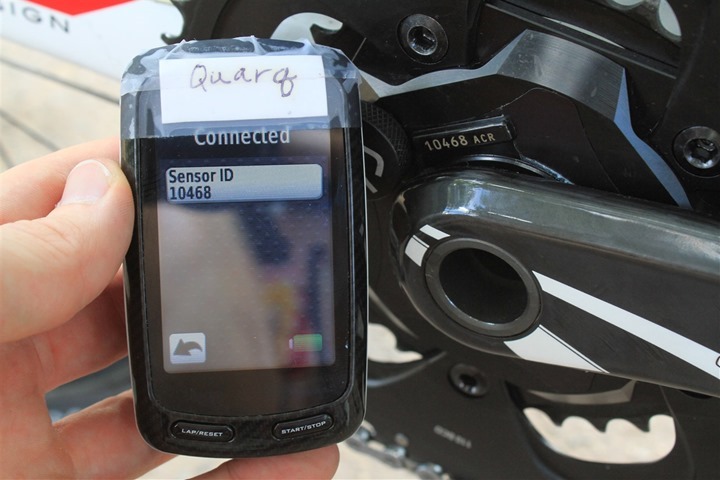 SIGN
Quarq
Connected
Sensor ID
10468
LAP/RESET
START/STOP
10468 ACR